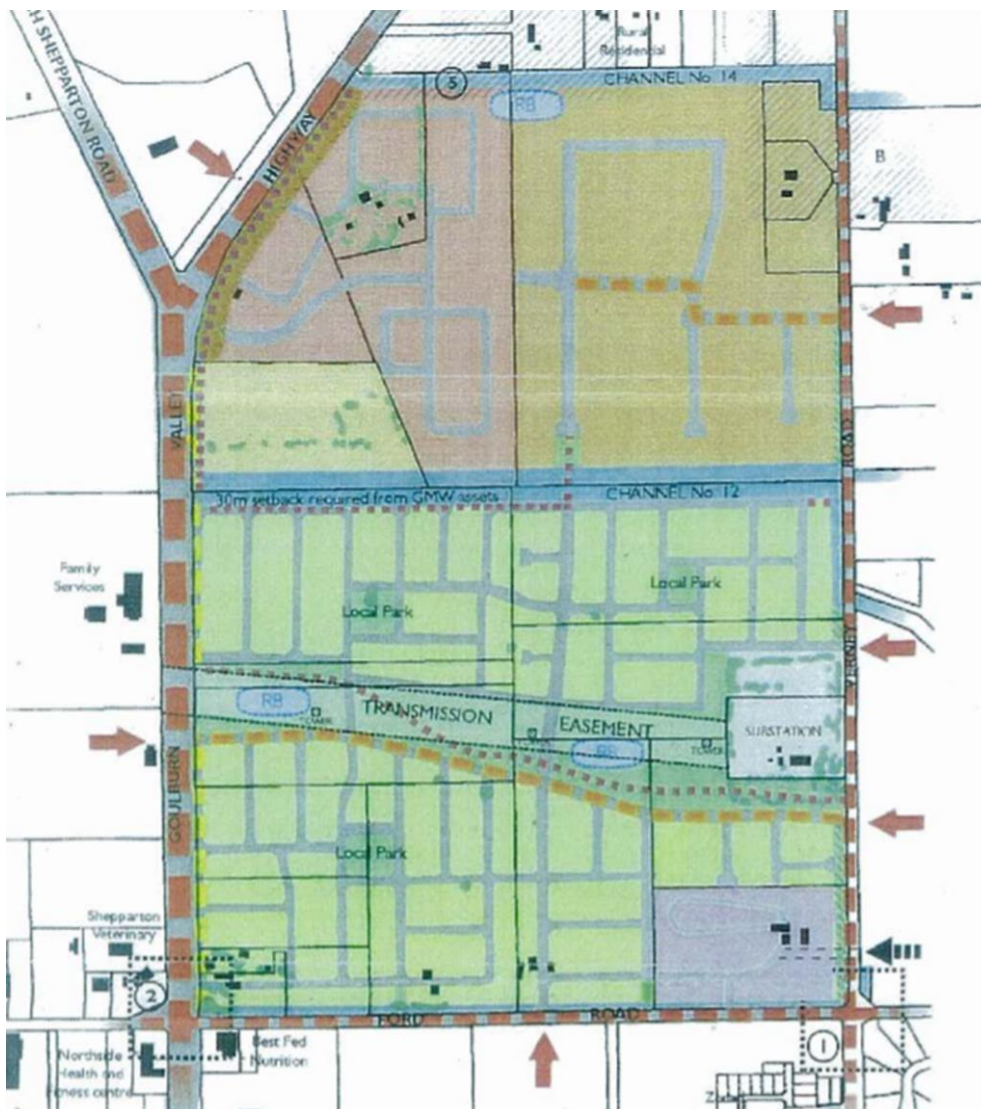 H SHEPPARTON ROAD
Rural
Residential
5
CHANNEL No. 14
RB
HIGHWAY
B
VALLEY
ROAD
30m setback required from GMW assets
CHANNEL No. 12
Family
Services
Local Park
Local Park
VERNEY
RB
TOWER
TRANSMISSION
EASEMENT
TOWER
RB
TOWER
SUBSTATION
GOULBURN
Local Park
Shepparton
Veterinary
2
FORD
ROAD
Best Fed
Nutrition
Northside
Health and
Fitness centre
1
Z